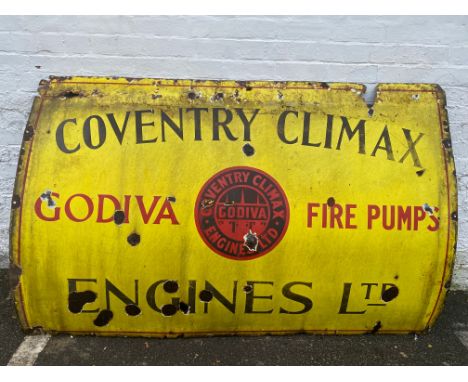 COVENTRY CLIMAX
GODIVA
COVENTRY CLIMAX
GODIVA
ENGINES LTD
FIRE PUMPS
ENGINES LTD